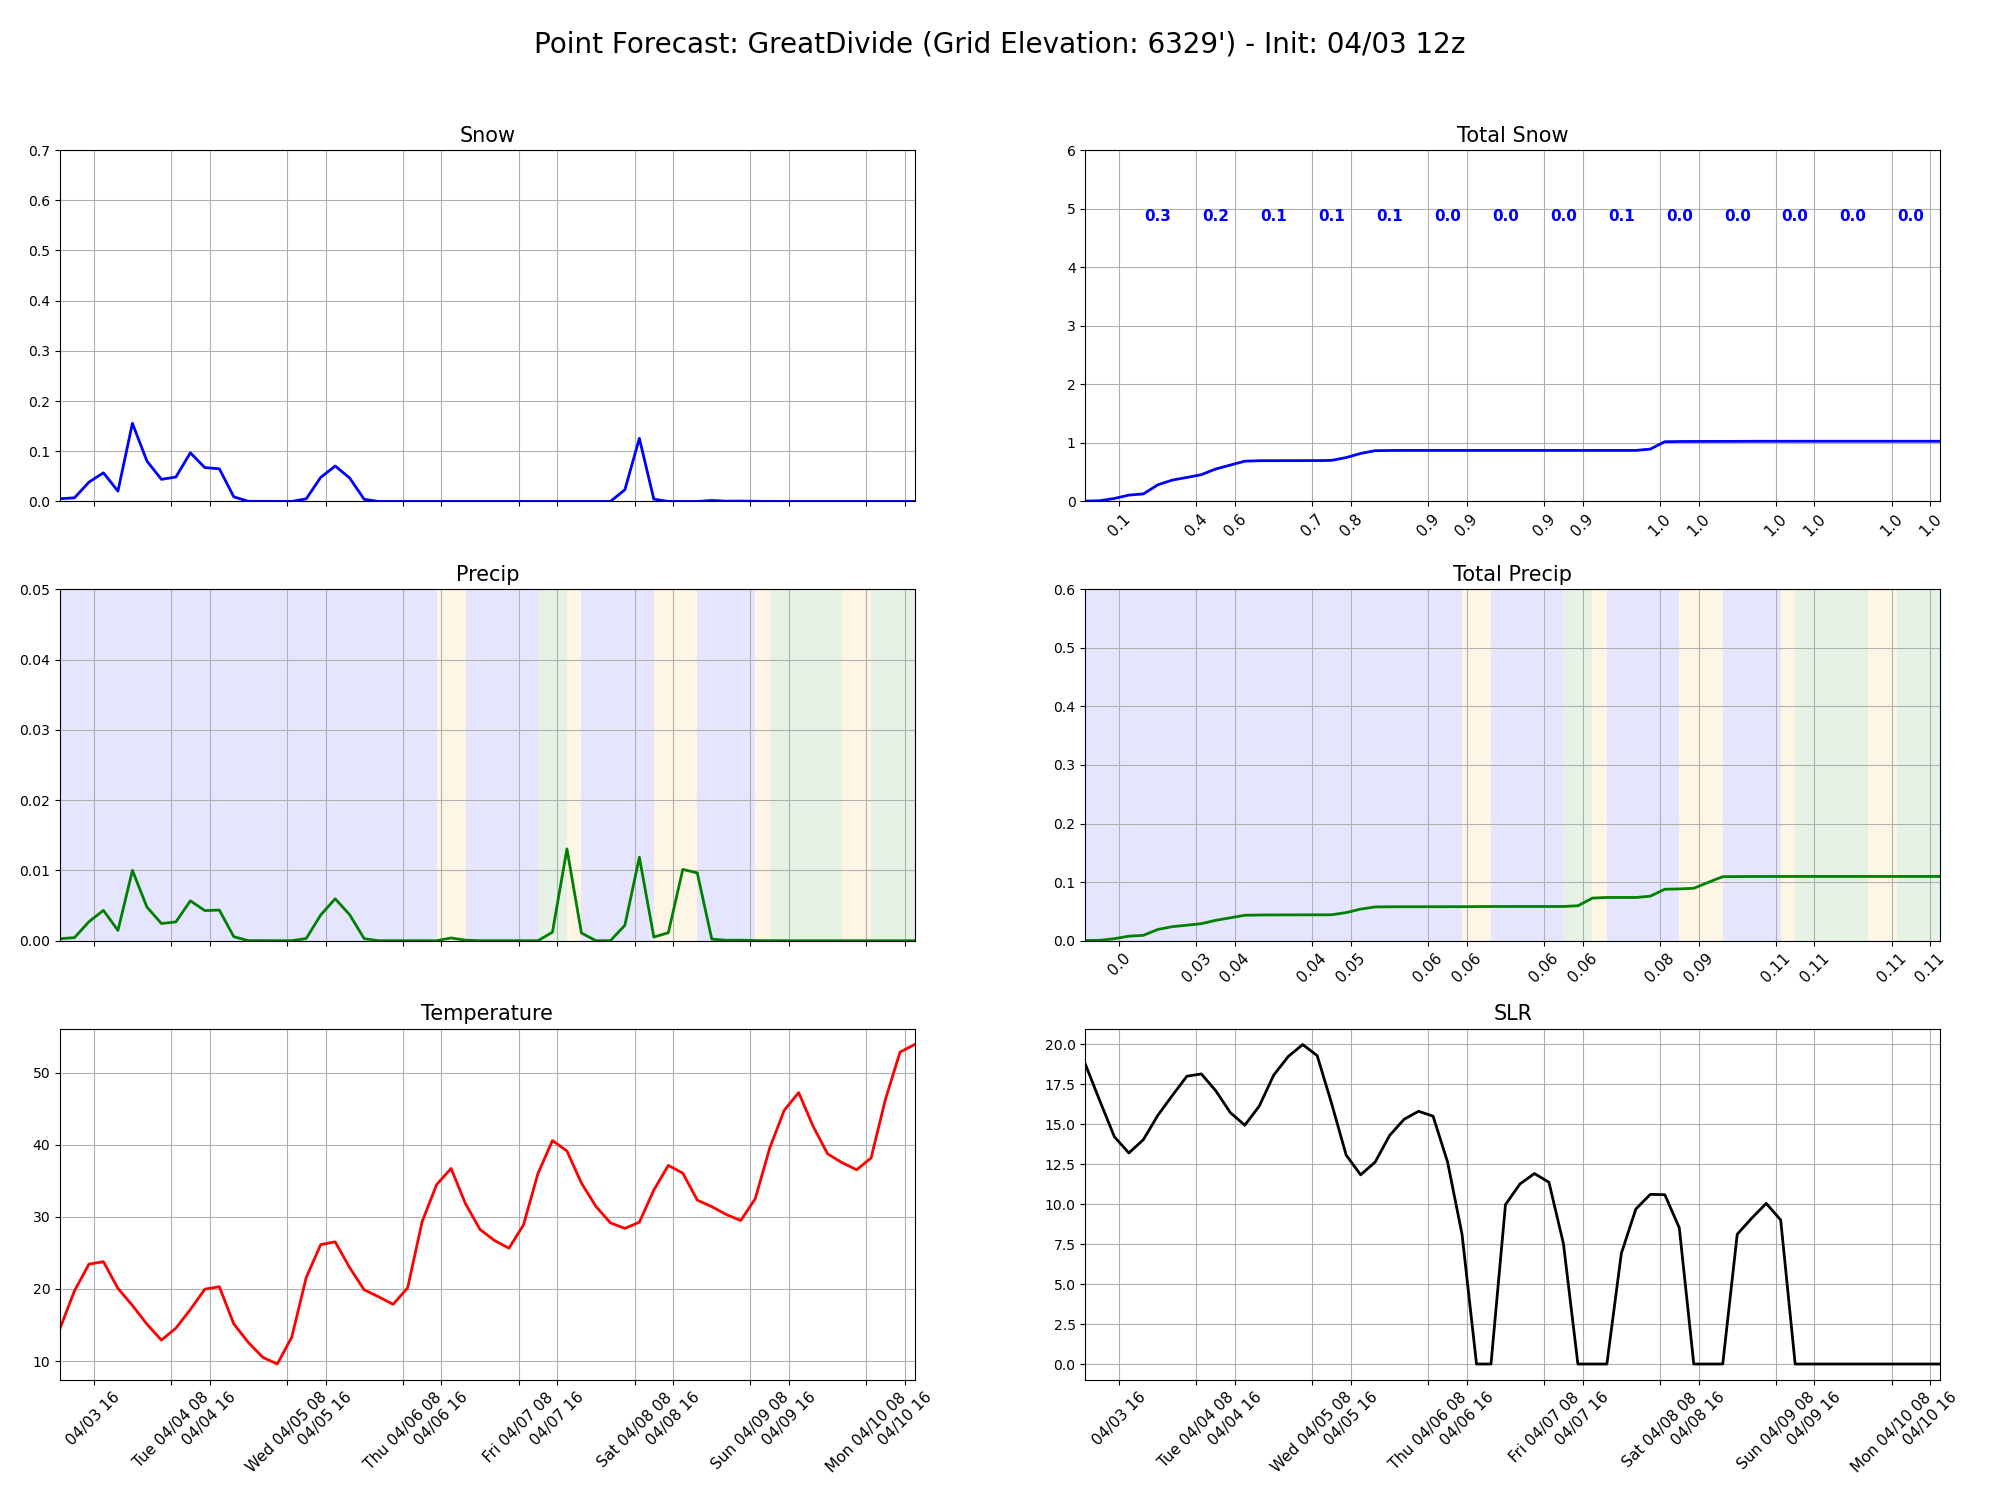 Point Forecast: GreatDivide (Grid Elevation: 6329') - Init: 04/03 12z
Snow
0.7
0.6
0.5
0.4
0.3
0.2
0.1
0.0
Total Snow
6
5
4
3
2
1
0
0.3 0.2 0.1 0.1 0.1 0.0 0.0 0.0 0.1 0.0 0.0 0.0 0.0 0.0
0.1 0.4 0.6 0.7 0.8 0.9 0.9 0.9 0.9 1.0 1.0 1.0 1.0 1.0 1.0
Precip
0.05
0.04
0.03
0.02
0.01
0.00
Total Precip
0.6
0.5
0.4
0.3
0.2
0.1
0.0
0.0 0.03 0.04 0.04 0.05 0.06 0.06 0.06 0.06 0.08 0.09 0.11 0.11 0.11 0.11
Temperature
50
40
30
20
10
04/03 16
Tue 04/04 08
04/04 16
Wed 04/05 08
04/05 16
Thu 04/06 08
04/06 16
Fri 04/07 08
04/07 16
Sat 04/08 08
04/08 16
Sun 04/09 08
04/09 16
Mon 04/10 08
04/10 16
SLR
20.0
17.5
15.0
12.5
10.0
7.5
5.0
2.5
0.0
04/03 16
Tue 04/04 08
04/04 16
Wed 04/05 08
04/05 16
Thu 04/06 08
04/06 16
Fri 04/07 08
04/07 16
Sat 04/08 08
04/08 16
Sun 04/09 08
04/09 16
Mon 04/10 08
04/10 16